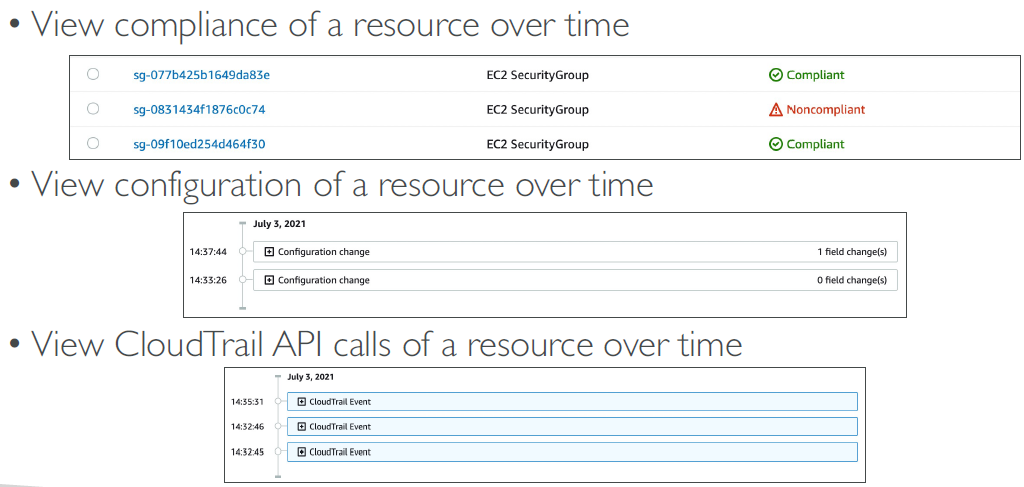 • View compliance of a resource over time
sg-077b425b1649da83e EC2 SecurityGroup Compliant
sg-0831434f1876c0c74 EC2 SecurityGroup Noncompliant
sg-09f10ed254d464f30 EC2 SecurityGroup Compliant
• View configuration of a resource over time
July 3, 2021
14:37:44 Configuration change 1 field change(s)
14:33:26 Configuration change 0 field change(s)
• View CloudTrail API calls of a resource over time
July 3, 2021
14:35:31 CloudTrail Event
14:32:46 CloudTrail Event
14:32:45 CloudTrail Event